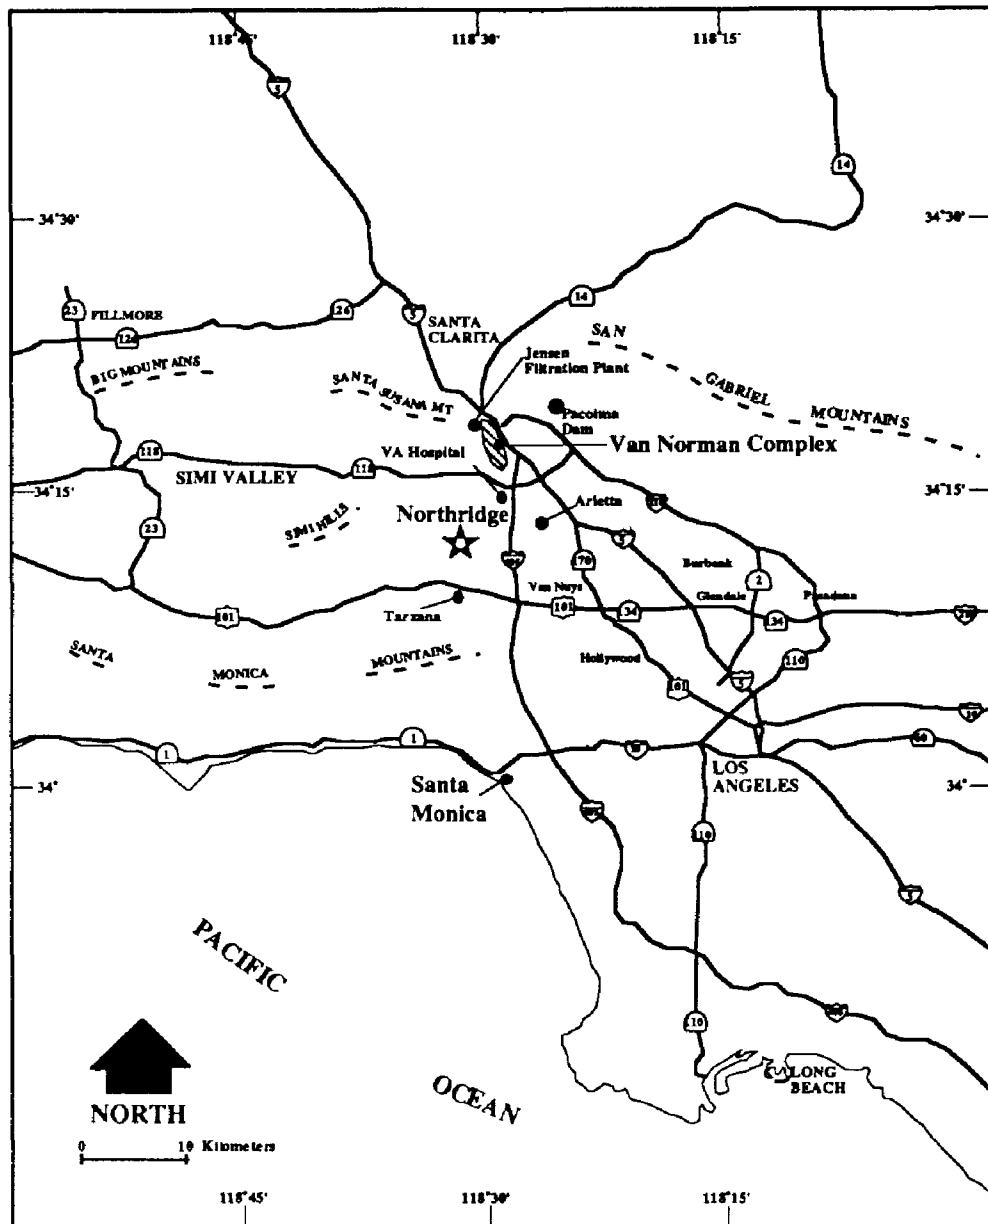 118°45'
118°30'
118°15'
5
14
34°30'
34°30'
14
23
FILLMORE
126
126
5
SANTA
CLARITA
SAN
GABRIEL
MOUNTAINS
Jensen
Filtration Plant
BIG MOUNTAINS
SANTA SUSANA MT
Pacoima
Dam
VA Hospital
Van Norman Complex
118
118
SIMI VALLEY
34°15'
34°15'
210
23
SIMI HILLS
Northridge
Arletta
5
405
170
Burbank
2
Van Nuys
Glendale
Pasadena
Tarzana
101
101
134
134
210
SANTA
MONICA
MOUNTAINS
Hollywood
110
101
5
10
1
1
10
60
LOS
ANGELES
34°
34°
Santa
Monica
405
110
5
PACIFIC
OCEAN
405
110
LONG
BEACH
NORTH
0
10 Kilometers
118°45'
118°30'
118°15'